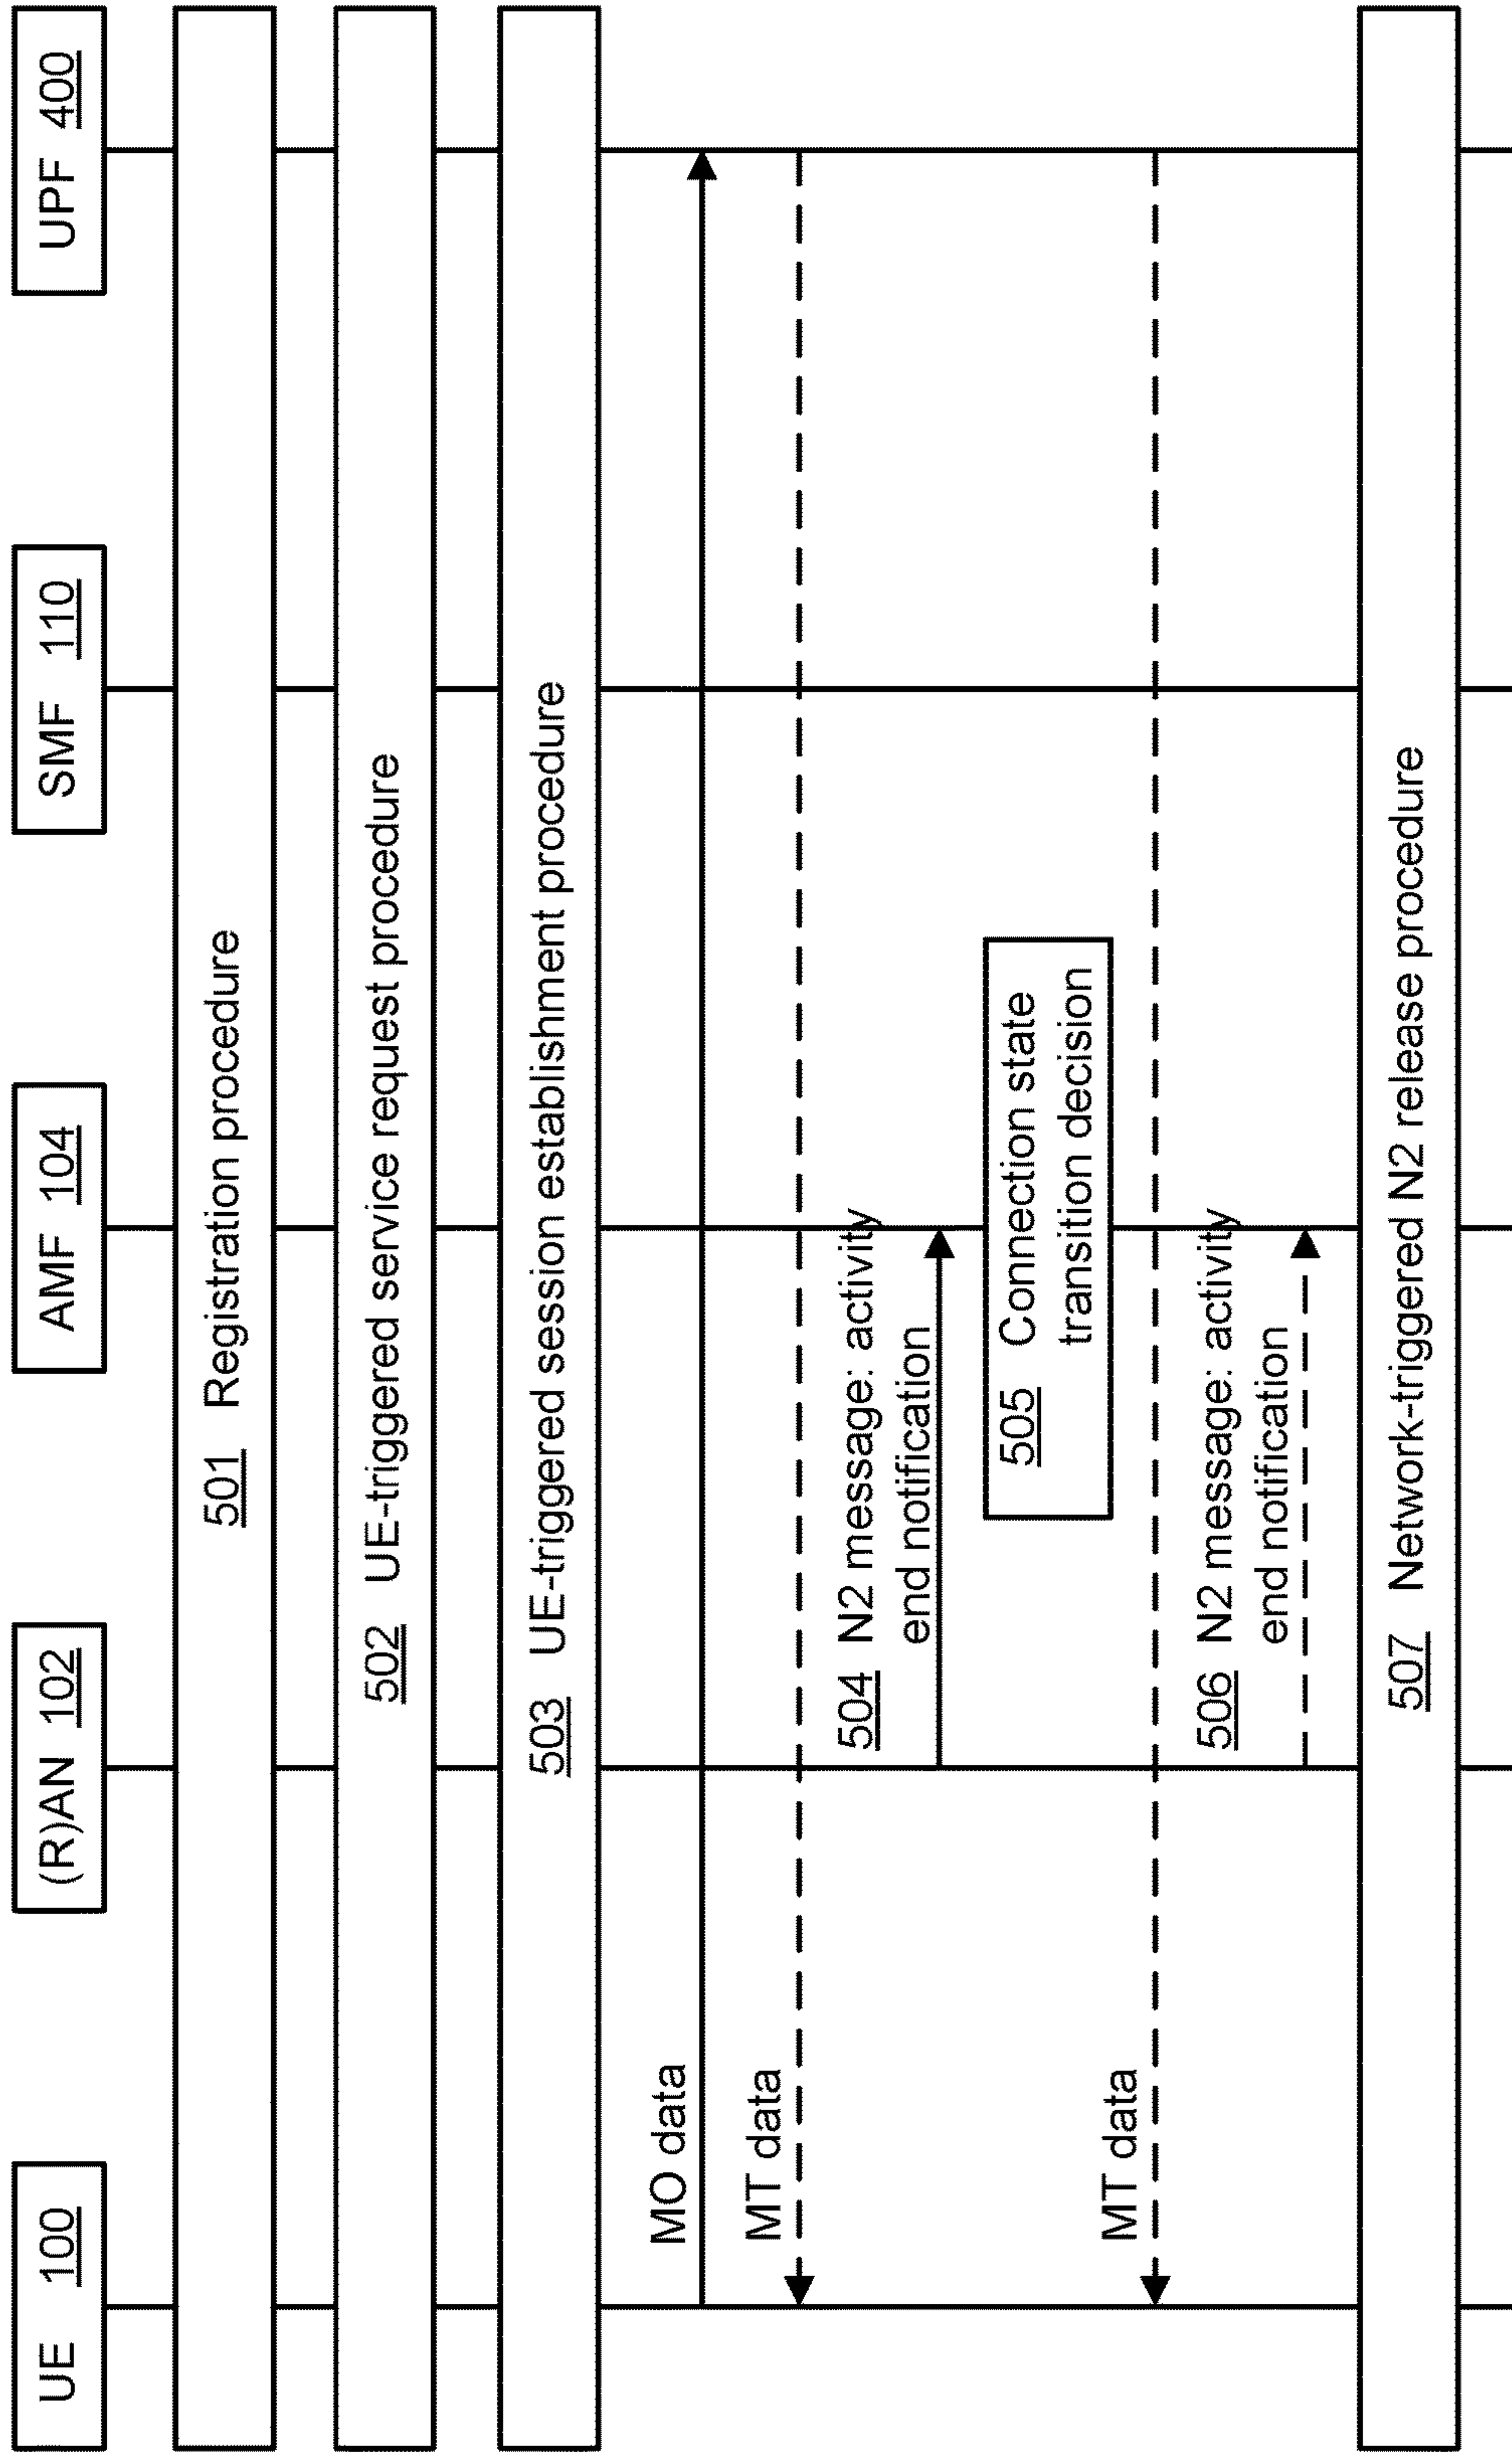 UE 100
(R)AN 102
AMF 104
SMF 110
UPF 400
501 Registration procedure
502 UE-triggered service request procedure
503 UE-triggered session establishment procedure
MO data
MT data
504 N2 message: activity
end notification
505 Connection state
transition decision
MT data
506 N2 message: activity
end notification
507 Network-triggered N2 release procedure